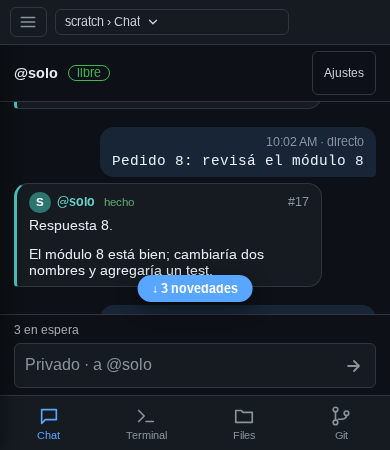 scratch › Chat
@solo libre
Ajustes
10:02 AM · directo
Pedido 8: revisá el módulo 8
S @solo hecho #17
Respuesta 8.
El módulo 8 está bien; cambiaría dos
nombres y agregaría un test.
↓ 3 novedades
3 en espera
Privado · a @solo
Chat Terminal Files Git